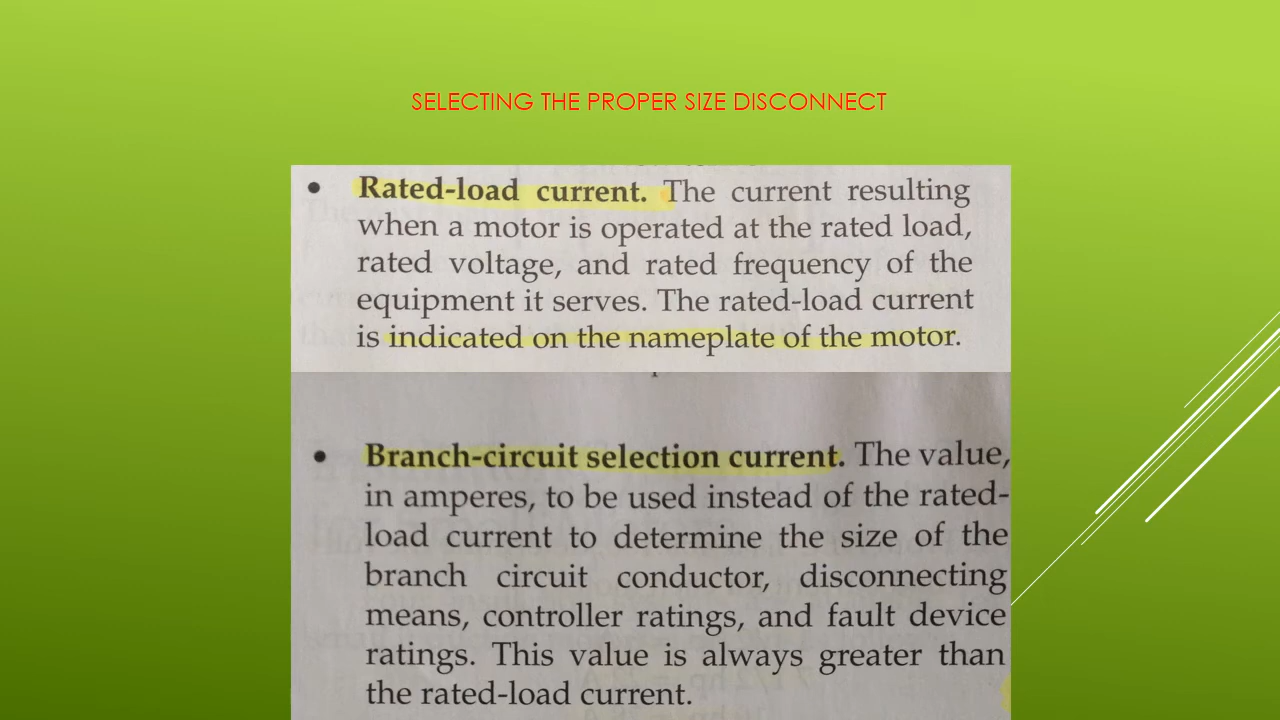 SELECTING THE PROPER SIZE DISCONNECT
• Rated-load current. The current resulting
when a motor is operated at the rated load,
rated voltage, and rated frequency of the
equipment it serves. The rated-load current
is indicated on the nameplate of the motor.
• Branch-circuit selection current. The value,
in amperes, to be used instead of the rated-
load current to determine the size of the
branch circuit conductor, disconnecting
means, controller ratings, and fault device
ratings. This value is always greater than
the rated-load current.